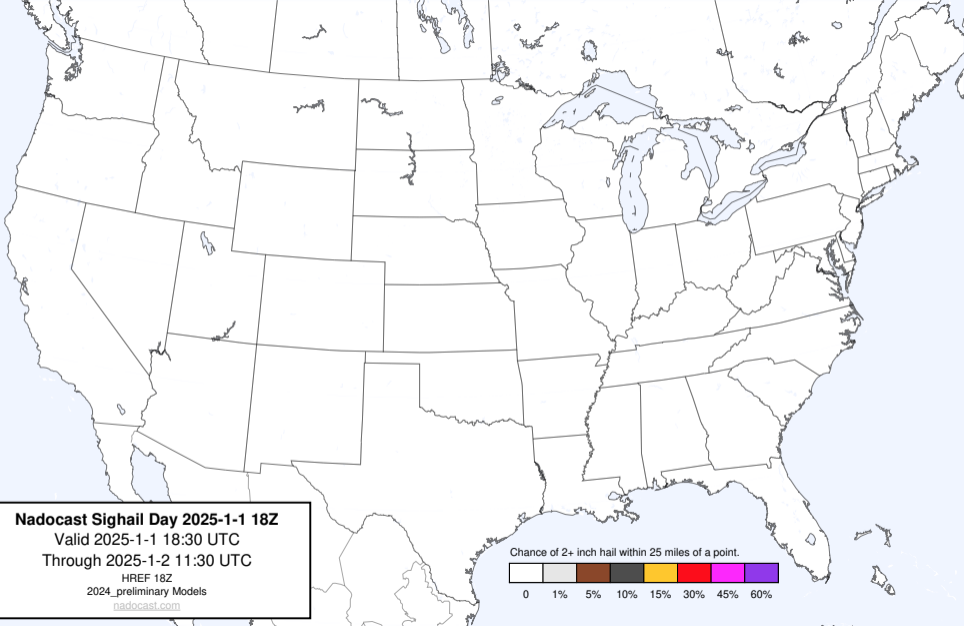 Nadocast Sighail Day 2025-1-1 18Z
Valid 2025-1-1 18:30 UTC
Through 2025-1-2 11:30 UTC
HREF 18Z
2024_preliminary Models
nadocast.com
Chance of 2+ inch hail within 25 miles of a point.
0 1% 5% 10% 15% 30% 45% 60%